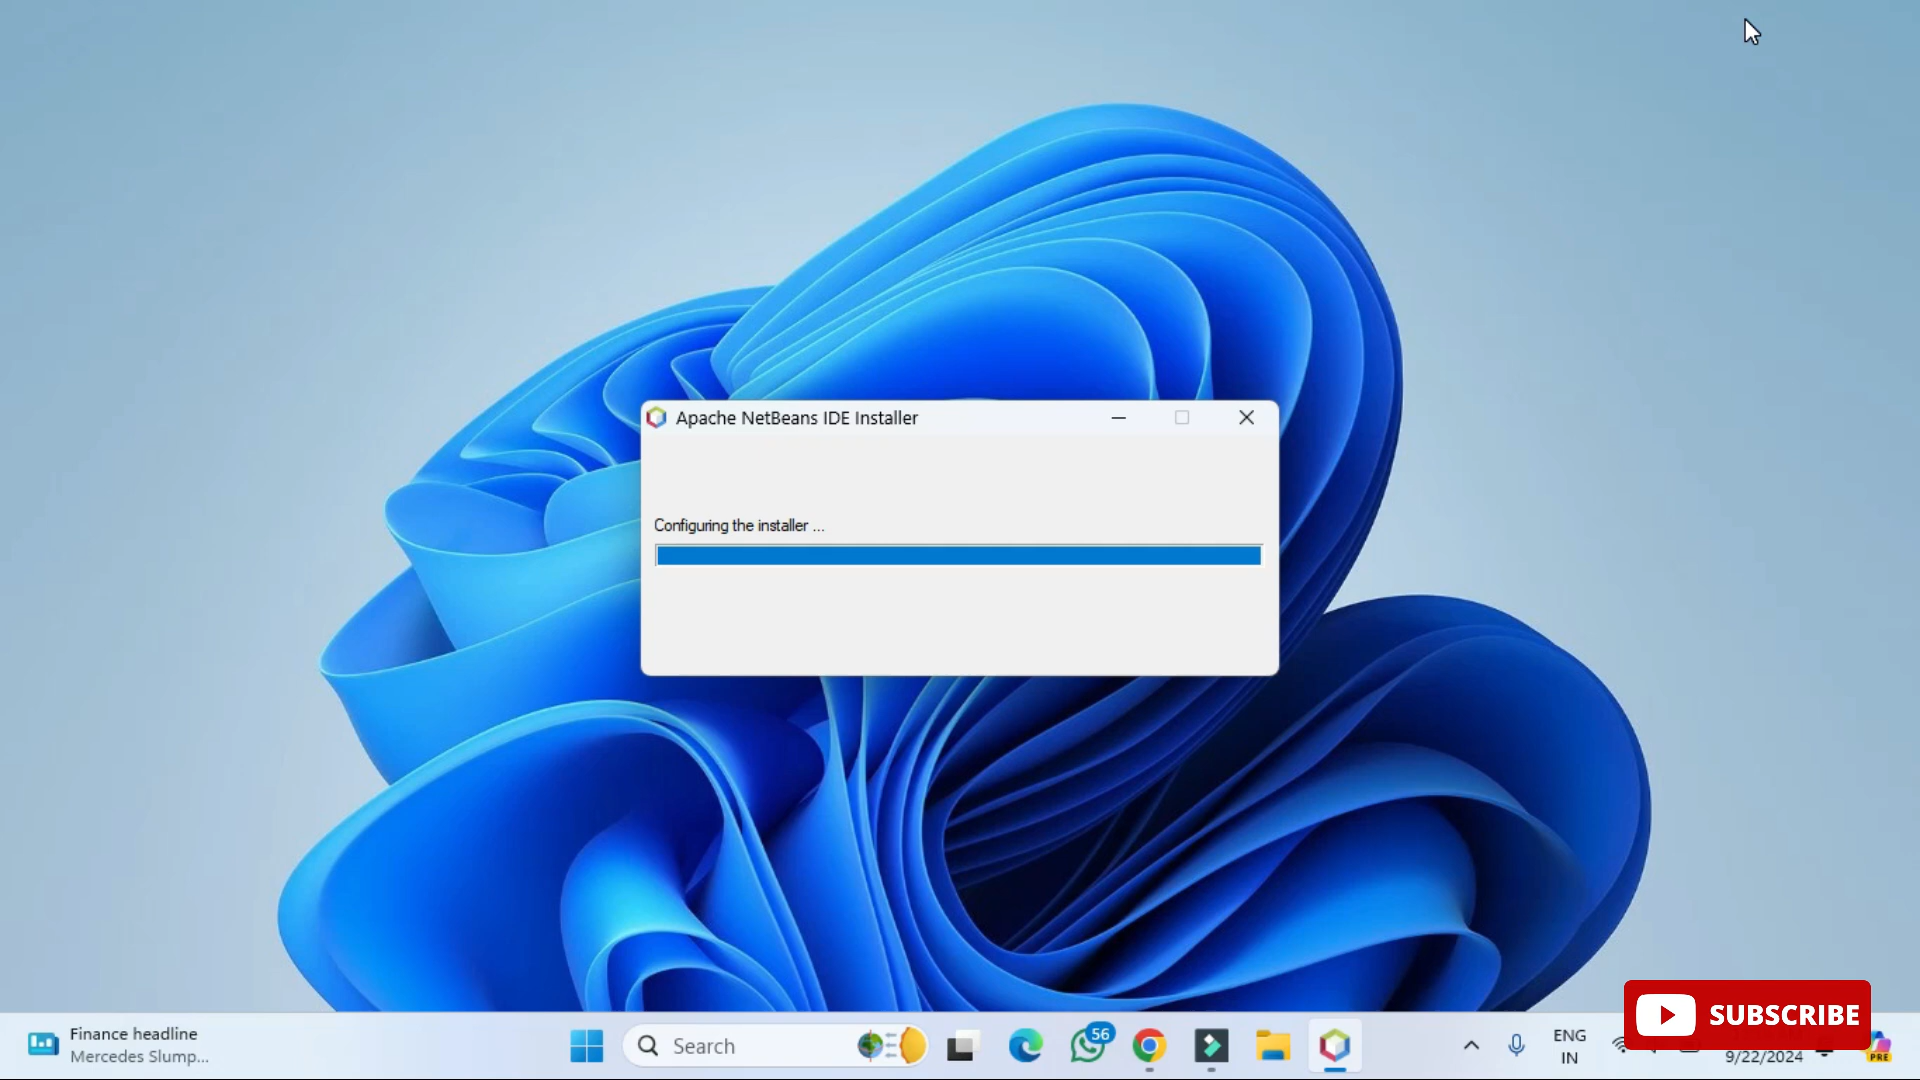 Apache NetBeans IDE Installer
Configuring the installer ...
Finance headline
Mercedes Slump...
Search
56
ENG
IN
9/22/2024
PRE
SUBSCRIBE